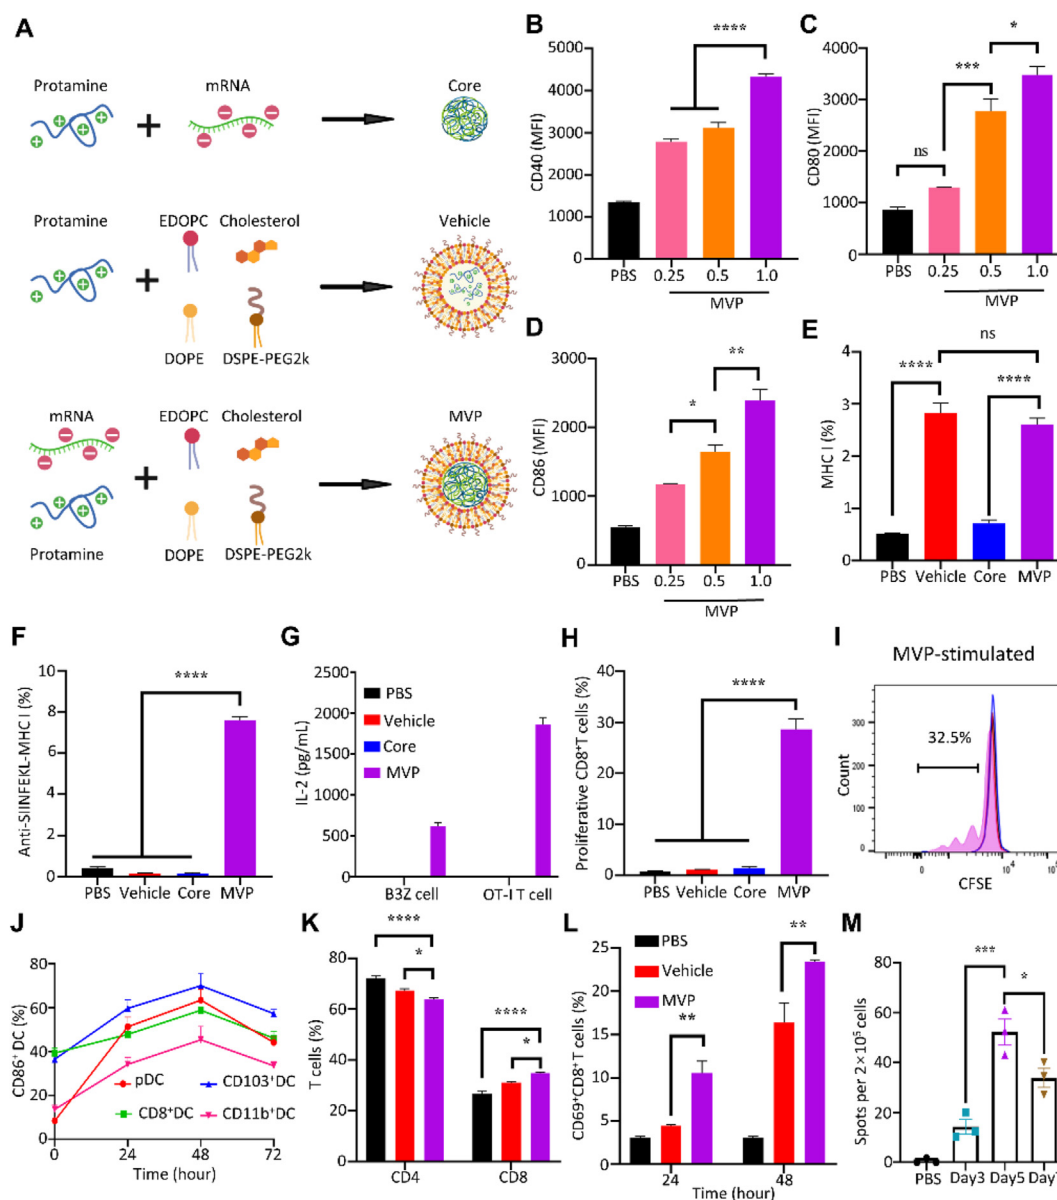 A
Protamine
mRNA
Core
+
Protamine
EDOPC
Cholesterol
Vehicle
+
DOPE
DSPE-PEG2k
mRNA
EDOPC
Cholesterol
MVP
+
Protamine
DOPE
DSPE-PEG2k
B
****
5000
4000
3000
2000
1000
0
CD40 (MFI)
PBS
0.25
0.5
1.0
MVP
C
*
***
ns
4000
3000
2000
1000
0
CD80 (MFI)
PBS
0.25
0.5
1.0
MVP
D
**
*
3000
2000
1000
0
CD86 (MFI)
PBS
0.25
0.5
1.0
MVP
E
ns
****
****
4
3
2
1
0
MHC I (%)
PBS
Vehicle
Core
MVP
F
****
10
8
6
4
2
0
Anti-SIINFEKL-MHC I (%)
PBS
Vehicle
Core
MVP
G
2500
2000
1500
1000
500
0
IL-2 (pg/mL)
PBS
Vehicle
Core
MVP
B3Z cell
OT-I T cell
H
****
40
30
20
10
0
Proliferative CD8⁺T cells (%)
PBS
Vehicle
Core
MVP
I
MVP-stimulated
32.5%
300
200
100
0
Count
0
10⁴
CFSE
J
80
60
40
20
0
CD86⁺ DC (%)
pDC
CD103⁺DC
CD8⁺DC
CD11b⁺DC
0
24
48
72
Time (hour)
K
****
*
****
*
80
60
40
20
0
T cells (%)
CD4
CD8
L
PBS
Vehicle
MVP
**
**
25
20
15
10
5
0
CD69⁺CD8⁺ T cells (%)
24
48
Time (hour)
M
***
*
80
60
40
20
0
Spots per 2×10⁵ cells
PBS
Day3
Day5